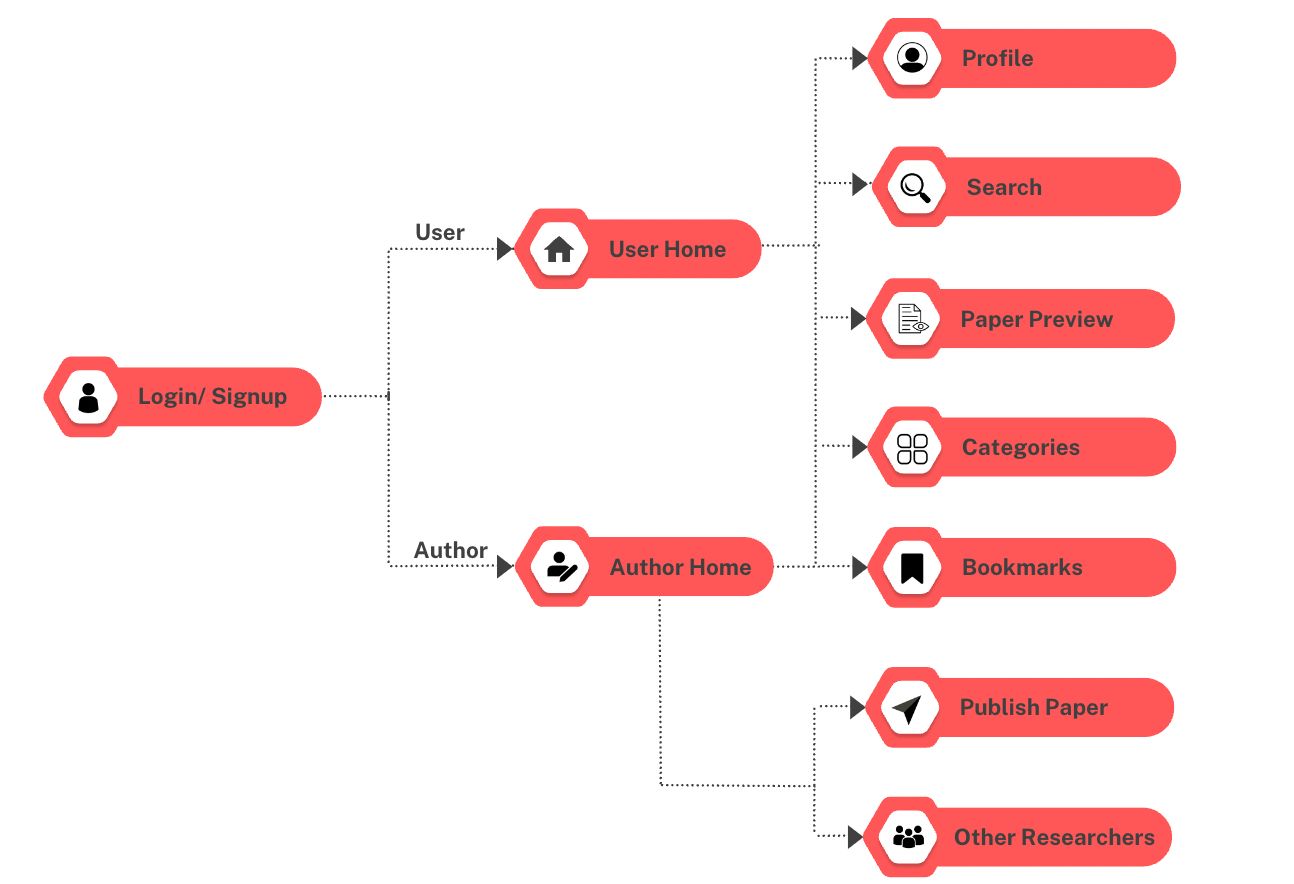 Profile
Search
User
User Home
Paper Preview
Login/ Signup
Categories
Author
Author Home
Bookmarks
Publish Paper
Other Researchers